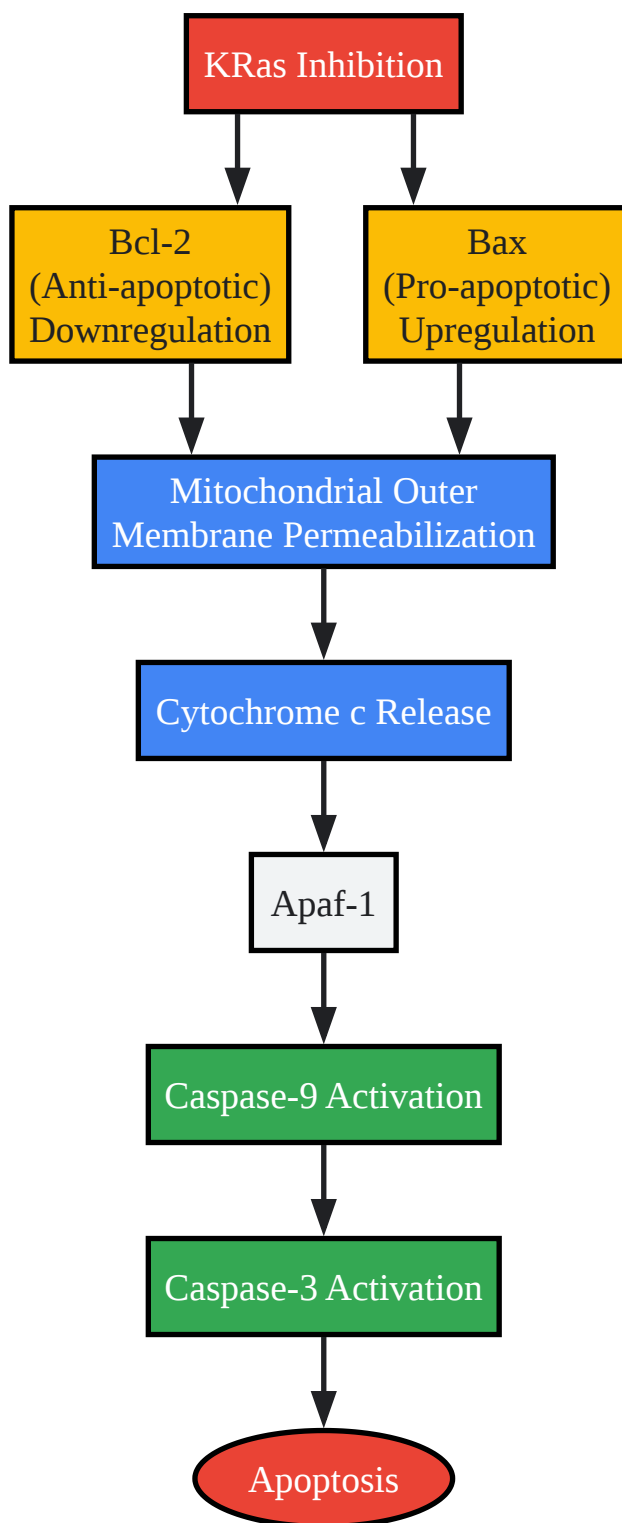 KRas Inhibition
Bcl-2
(Anti-apoptotic)
Downregulation
Bax
(Pro-apoptotic)
Upregulation
Mitochondrial Outer
Membrane Permeabilization
Cytochrome c Release
Apaf-1
Caspase-9 Activation
Caspase-3 Activation
Apoptosis